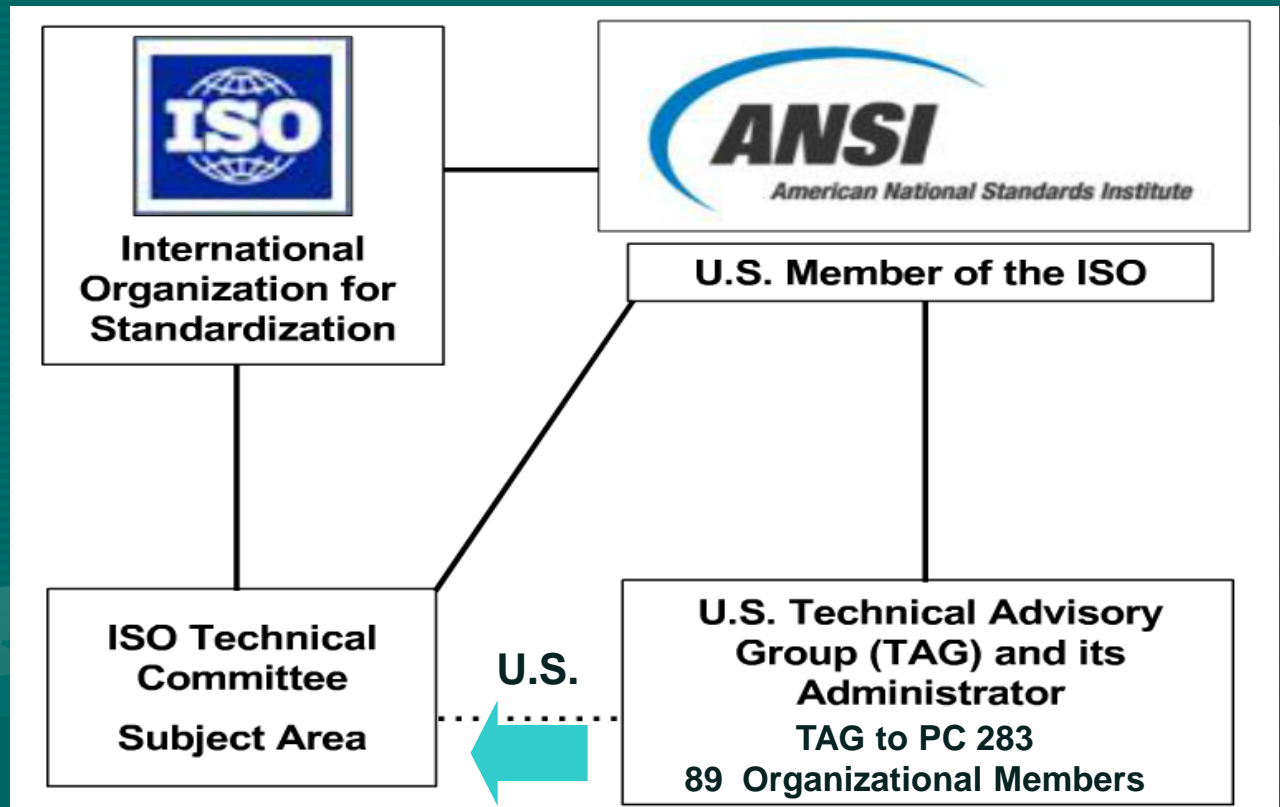 ISO
International
Organization for
Standardization
ANSI
American National Standards Institute
U.S. Member of the ISO
ISO Technical
Committee
Subject Area
U.S.
U.S. Technical Advisory
Group (TAG) and its
Administrator
TAG to PC 283
89 Organizational Members